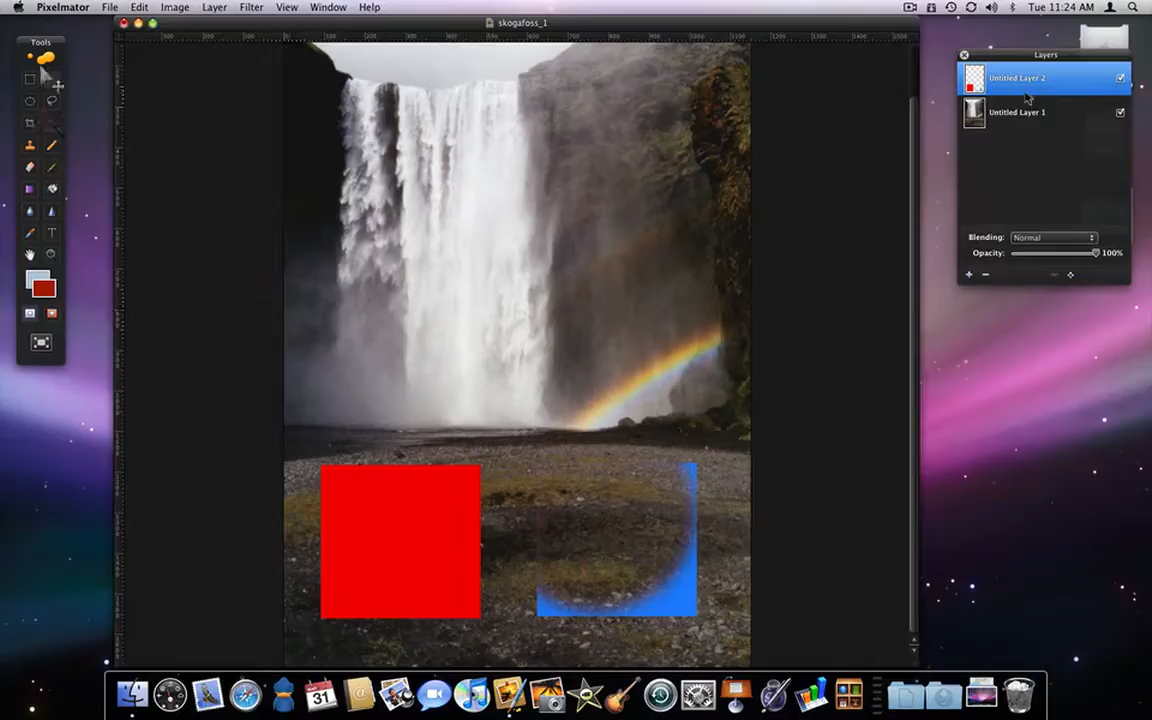 Pixelmator File Edit Image Layer Filter View Window Help
Tue 11:24 AM
skogafoss_1
Tools
Layers
Untitled Layer 2
Untitled Layer 1
Blending: Normal
Opacity: 100%
T
31